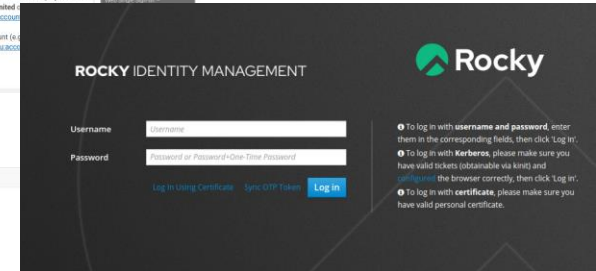 ROCKY IDENTITY MANAGEMENT
Rocky
Username
Username
Password
Password or Password+One-Time Password
Log In Using Certificate Sync OTP Token Log in
To log in with username and password, enter
them in the corresponding fields, then click 'Log in'.
To log in with Kerberos, please make sure you
have valid tickets (obtainable via kinit) and
configured the browser correctly, then click 'Log in'.
To log in with certificate, please make sure you
have valid personal certificate.